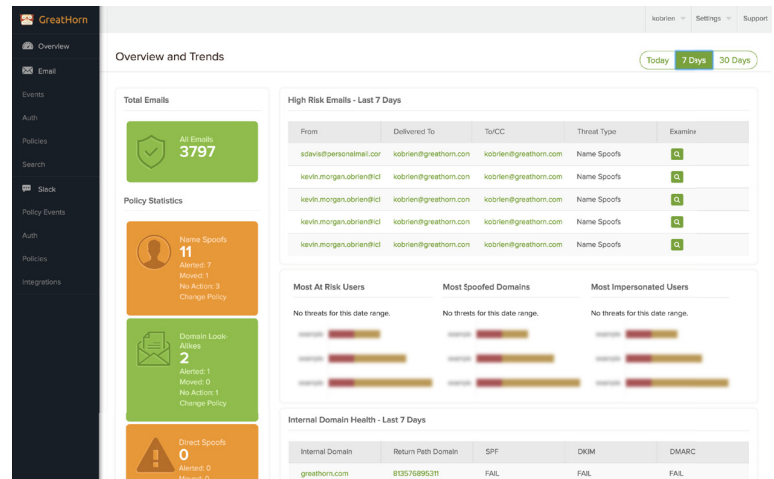 GreatHorn
kobrien Settings Support
Overview
Email
Events
Auth
Policies
Search
Slack
Policy Events
Auth
Policies
Integrations
Overview and Trends
Today 7 Days 30 Days
Total Emails
All Emails
3797
Policy Statistics
Name Spoofs
11
Alerted: 7
Moved: 1
No Action: 3
Change Policy
Domain Look-
Alikes
2
Alerted: 1
Moved: 0
No Action: 1
Change Policy
Direct Spoofs
0
Alerted: 0
Moved: 0
High Risk Emails - Last 7 Days
From Delivered To To/CC Threat Type Examine
sdavis@personalmail.cor kobrien@greathorn.con kobrien@greathorn.com Name Spoofs
kevin.morgan.obrien@icl kobrien@greathorn.con kobrien@greathorn.com Name Spoofs
kevin.morgan.obrien@icl kobrien@greathorn.con kobrien@greathorn.com Name Spoofs
kevin.morgan.obrien@icl kobrien@greathorn.con kobrien@greathorn.com Name Spoofs
kevin.morgan.obrien@icl kobrien@greathorn.con kobrien@greathorn.com Name Spoofs
Most At Risk Users Most Spoofed Domains Most Impersonated Users
No threats for this date range. No threats for this date range. No threats for this date range.
Internal Domain Health - Last 7 Days
Internal Domain Return Path Domain SPF DKIM DMARC
greathorn.com 813576895311 FAIL FAIL FAIL